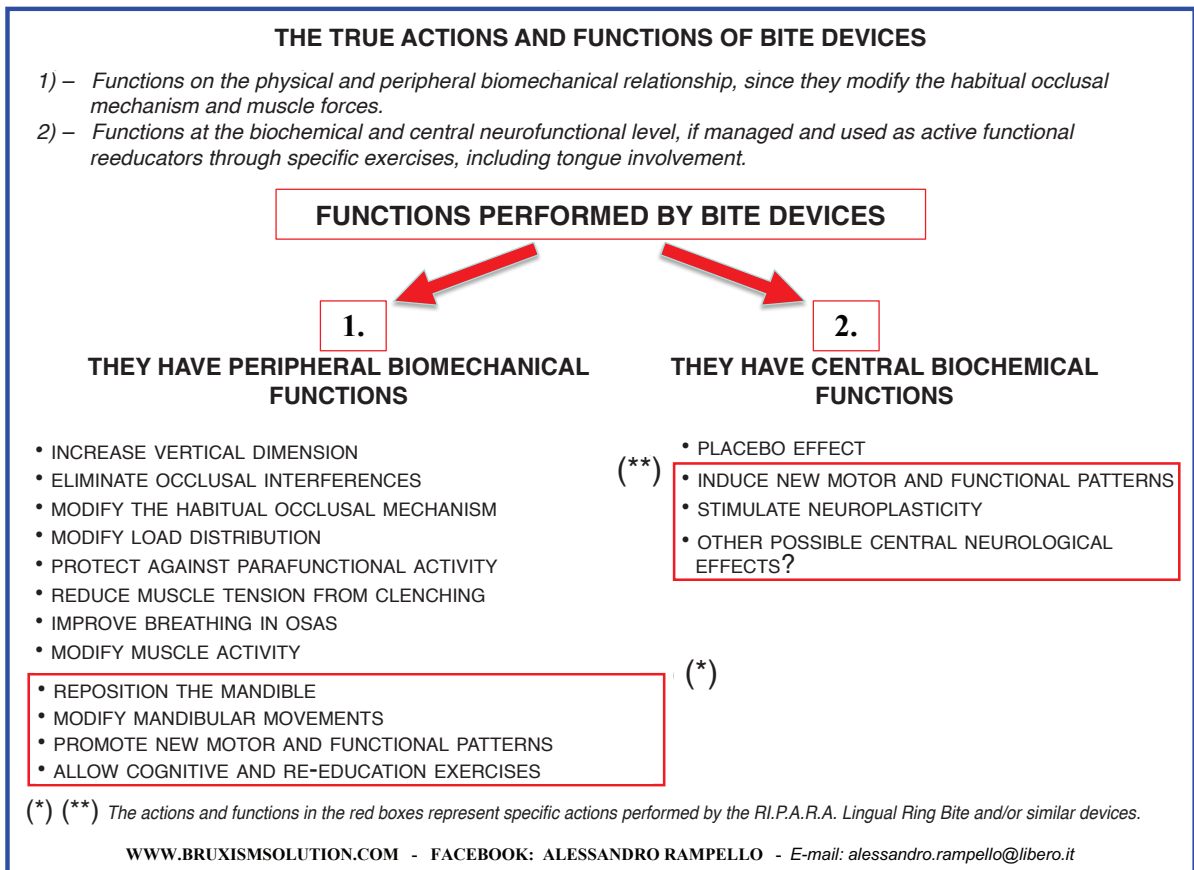 THE TRUE ACTIONS AND FUNCTIONS OF BITE DEVICES
1) – Functions on the physical and peripheral biomechanical relationship, since they modify the habitual occlusal
mechanism and muscle forces.
2) – Functions at the biochemical and central neurofunctional level, if managed and used as active functional
reeducators through specific exercises, including tongue involvement.
FUNCTIONS PERFORMED BY BITE DEVICES
1.
THEY HAVE PERIPHERAL BIOMECHANICAL
FUNCTIONS
• INCREASE VERTICAL DIMENSION
• ELIMINATE OCCLUSAL INTERFERENCES
• MODIFY THE HABITUAL OCCLUSAL MECHANISM
• MODIFY LOAD DISTRIBUTION
• PROTECT AGAINST PARAFUNCTIONAL ACTIVITY
• REDUCE MUSCLE TENSION FROM CLENCHING
• IMPROVE BREATHING IN OSAS
• MODIFY MUSCLE ACTIVITY
(*)
• REPOSITION THE MANDIBLE
• MODIFY MANDIBULAR MOVEMENTS
• PROMOTE NEW MOTOR AND FUNCTIONAL PATTERNS
• ALLOW COGNITIVE AND RE-EDUCATION EXERCISES
2.
THEY HAVE CENTRAL BIOCHEMICAL
FUNCTIONS
• PLACEBO EFFECT
(**)
• INDUCE NEW MOTOR AND FUNCTIONAL PATTERNS
• STIMULATE NEUROPLASTICITY
• OTHER POSSIBLE CENTRAL NEUROLOGICAL
EFFECTS?
(*) (**) The actions and functions in the red boxes represent specific actions performed by the RI.P.A.R.A. Lingual Ring Bite and/or similar devices.
WWW.BRUXISMSOLUTION.COM - FACEBOOK: ALESSANDRO RAMPELLO - E-mail: alessandro.rampello@libero.it